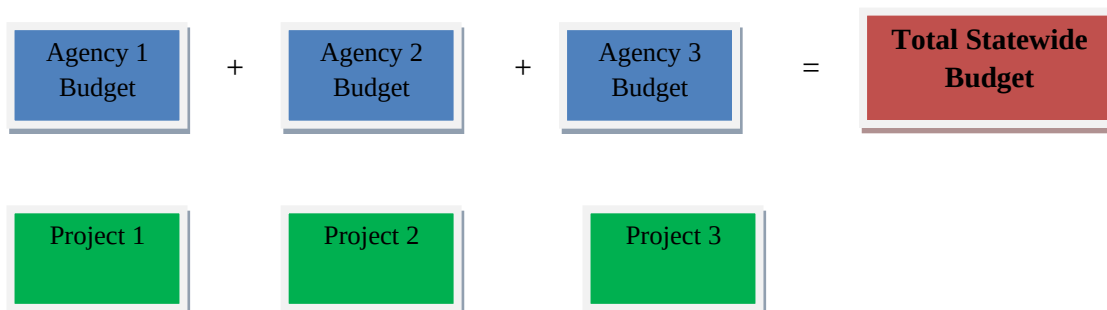 Agency 1 Budget + Agency 2 Budget + Agency 3 Budget = Total Statewide Budget
Project 1 Project 2 Project 3